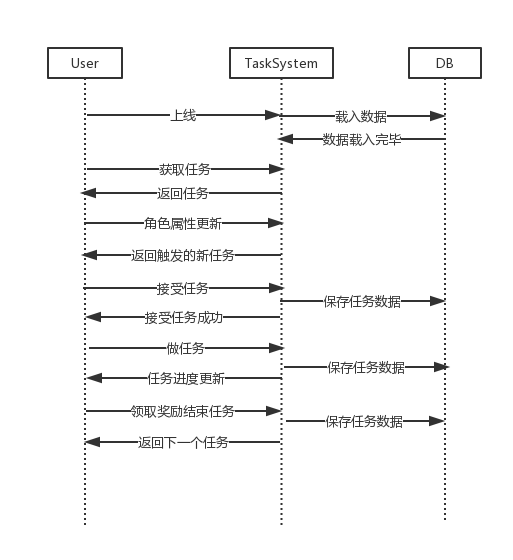 User
TaskSystem
DB
上线
载入数据
数据载入完毕
获取任务
返回任务
角色属性更新
返回触发的新任务
接受任务
保存任务数据
接受任务成功
做任务
保存任务数据
任务进度更新
领取奖励结束任务
保存任务数据
返回下一个任务